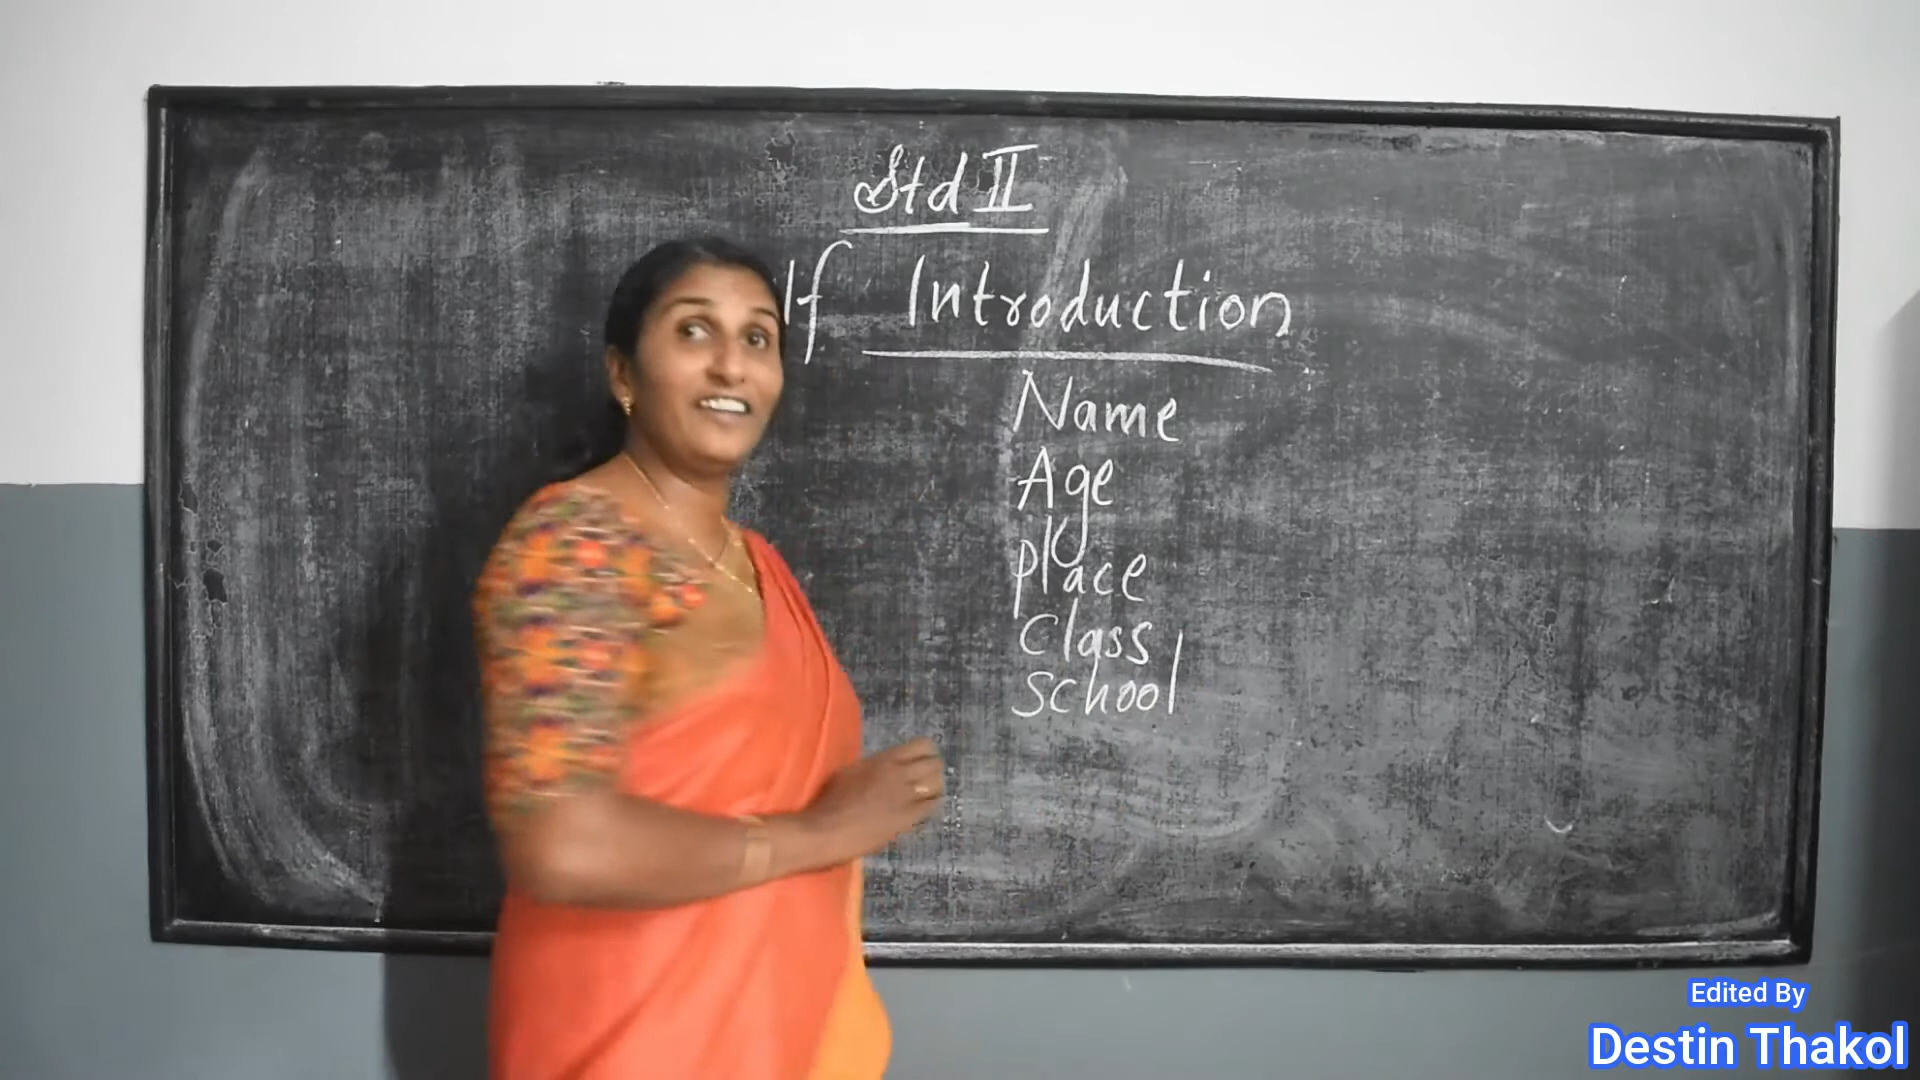 Std II
lf Introduction
Name
Age
Place
Class
School
Edited By
Destin Thakol